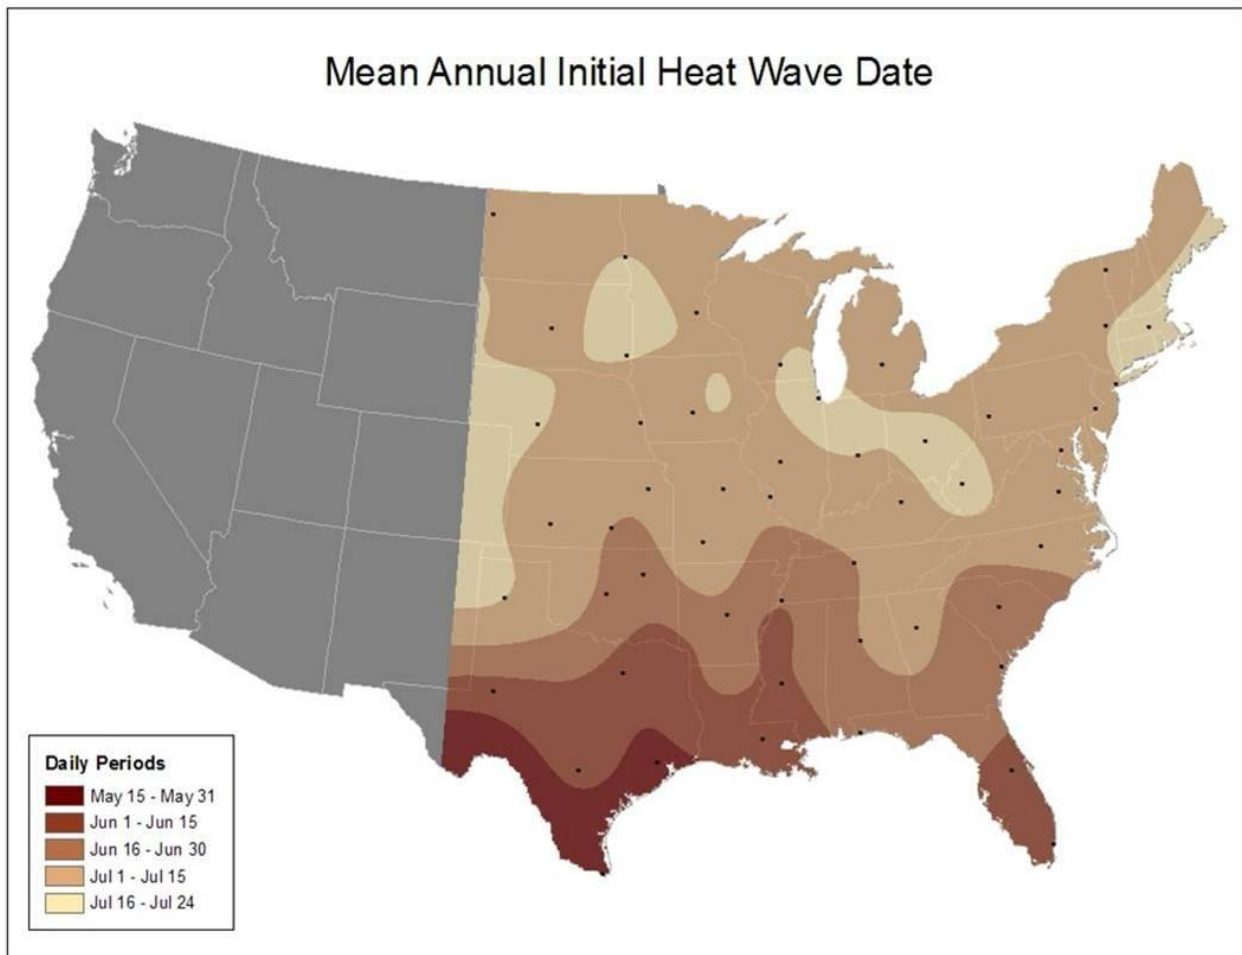 Mean Annual Initial Heat Wave Date
Daily Periods
May 15 - May 31
Jun 1 - Jun 15
Jun 16 - Jun 30
Jul 1 - Jul 15
Jul 16 - Jul 24